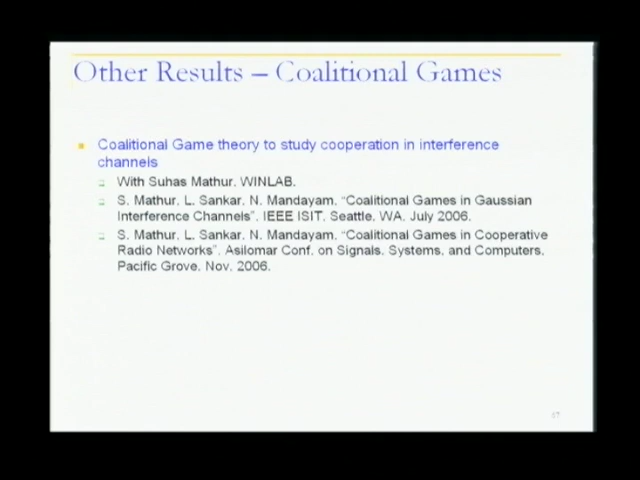 Other Results – Coalitional Games
Coalitional Game theory to study cooperation in interference
channels
With Suhas Mathur, WINLAB.
S. Mathur, L. Sankar, N. Mandayam, "Coalitional Games in Gaussian
Interference Channels", IEEE ISIT, Seattle, WA, July 2006.
S. Mathur, L. Sankar, N. Mandayam, "Coalitional Games in Cooperative
Radio Networks", Asilomar Conf. on Signals, Systems, and Computers,
Pacific Grove, Nov. 2006.